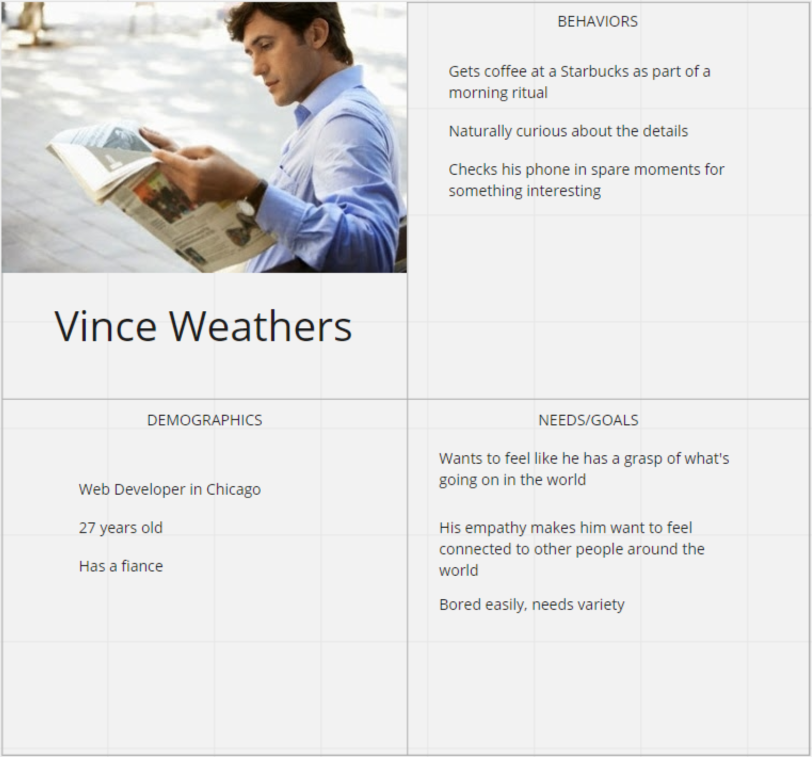 BEHAVIORS
Gets coffee at a Starbucks as part of a
morning ritual
Naturally curious about the details
Checks his phone in spare moments for
something interesting
Vince Weathers
DEMOGRAPHICS
Web Developer in Chicago
27 years old
Has a fiance
NEEDS/GOALS
Wants to feel like he has a grasp of what's
going on in the world
His empathy makes him want to feel
connected to other people around the
world
Bored easily, needs variety